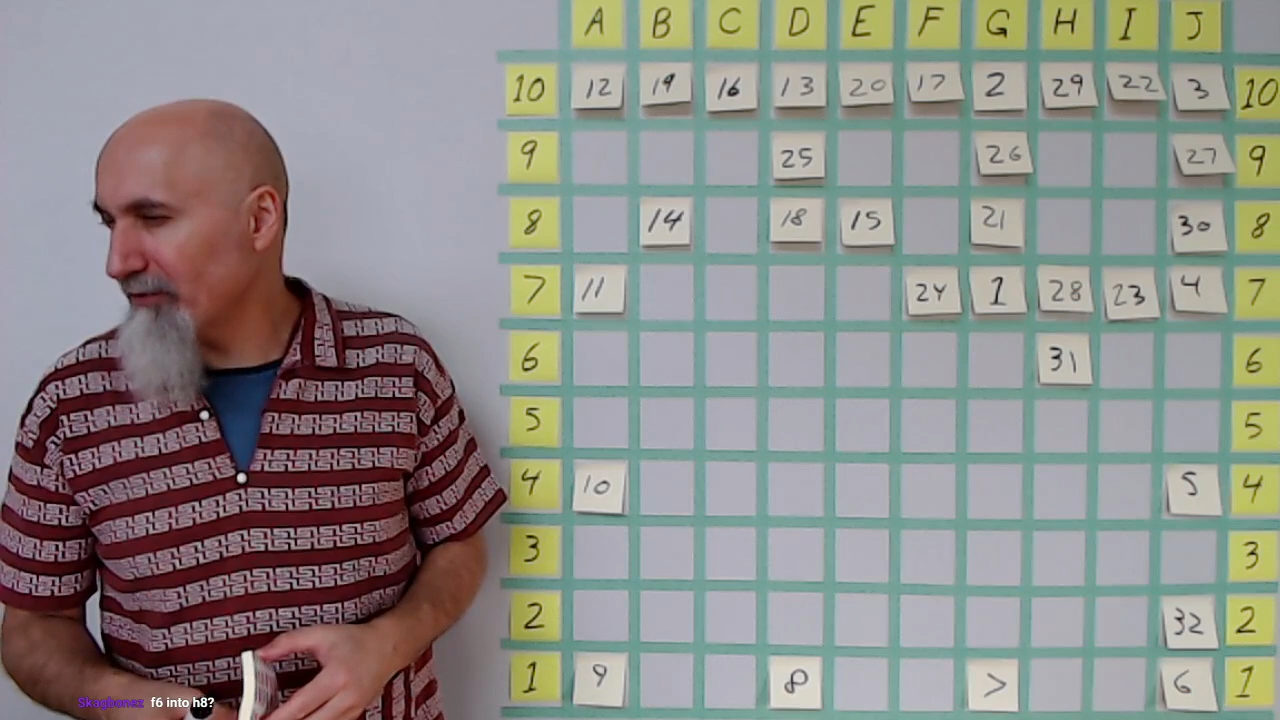 A B C D E F G H I J
10 12 19 16 13 20 17 2 29 22 3 10
9 25 26 27 9
8 14 18 15 21 30 8
7 11 24 1 28 23 4 7
6 31 6
5 5
4 10 5 4
3 3
2 32 2
1 9 8 7 6 1
Skagbonez f6 into h8?